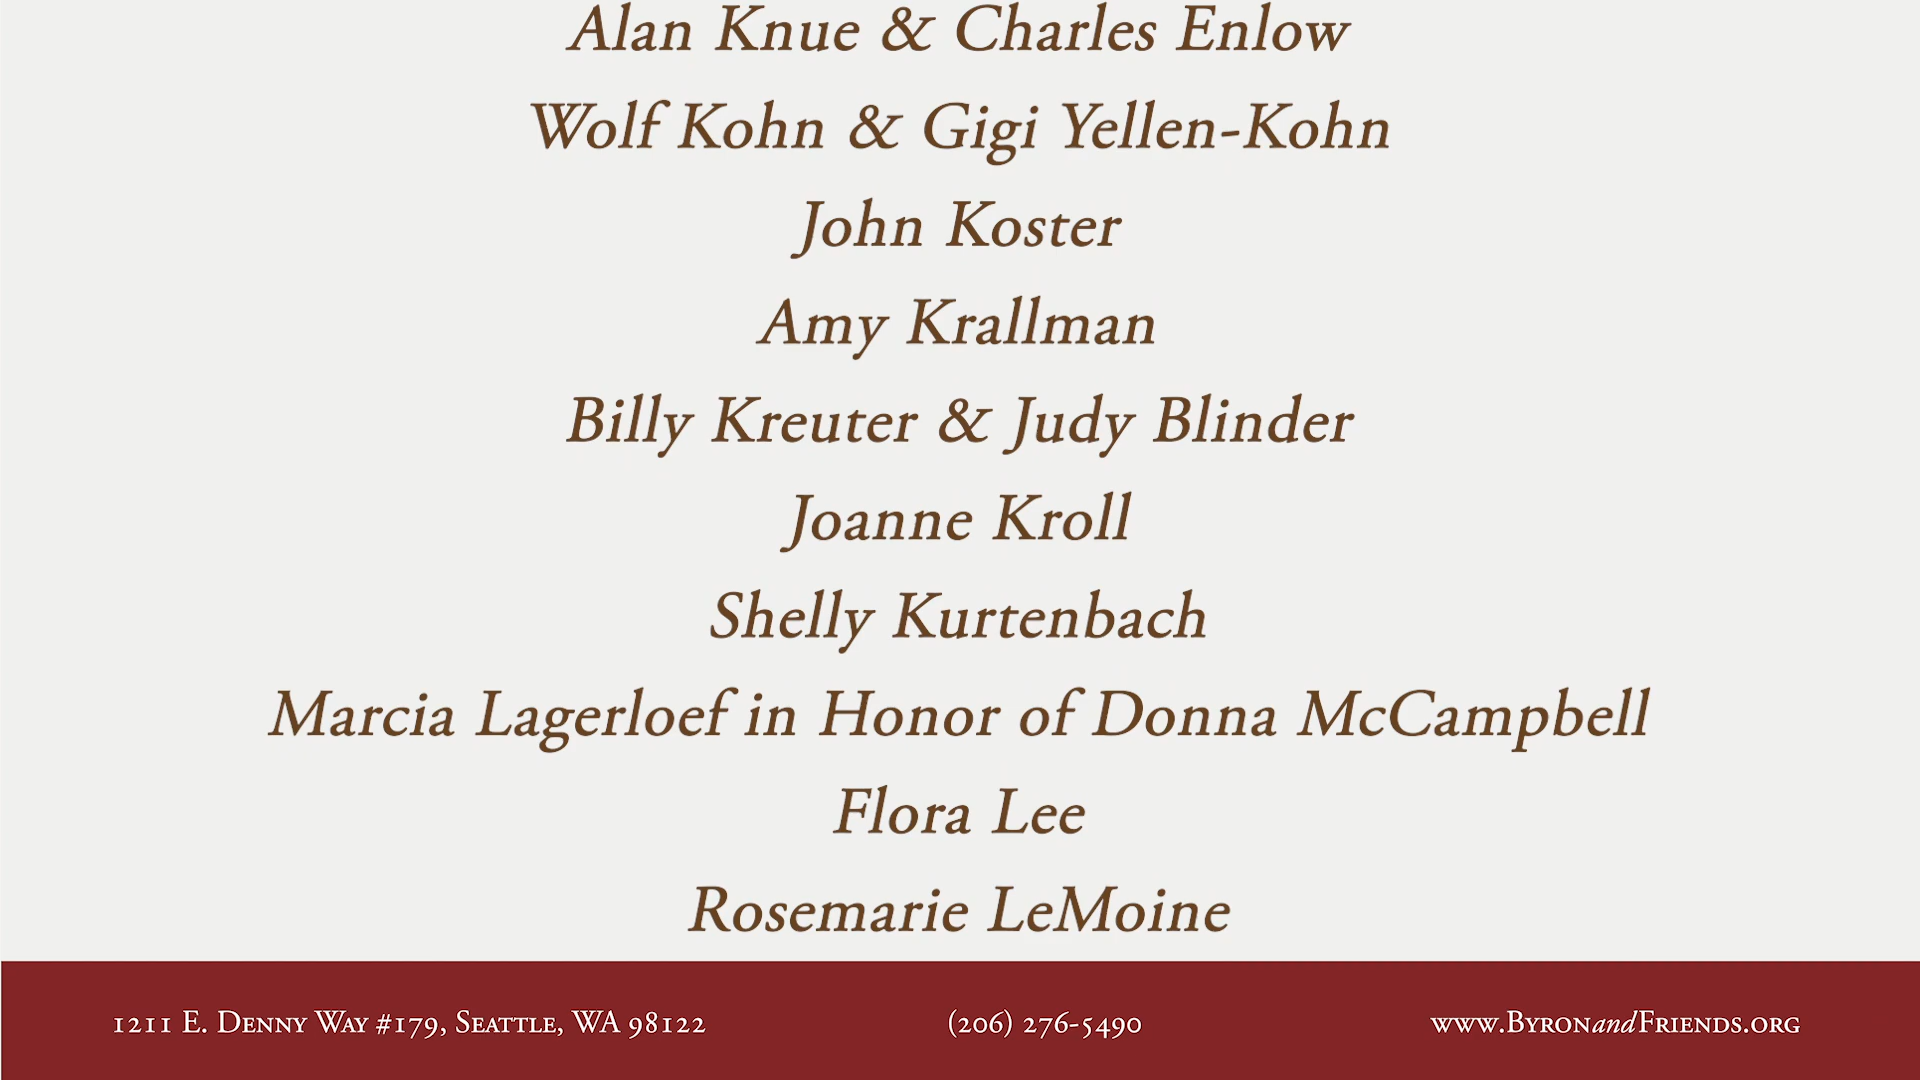 Alan Knue & Charles Enlow
Wolf Kohn & Gigi Yellen-Kohn
John Koster
Amy Krallman
Billy Kreuter & Judy Blinder
Joanne Kroll
Shelly Kurtenbach
Marcia Lagerloef in Honor of Donna McCampbell
Flora Lee
Rosemarie LeMoine
1211 E. Denny Way #179, Seattle, WA 98122
(206) 276-5490
www.ByronandFriends.org